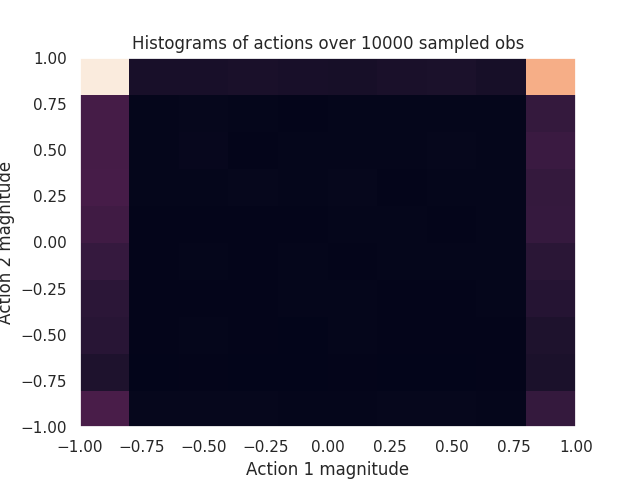 Histograms of actions over 10000 sampled obs
1.00
0.75
0.50
0.25
0.00
−0.25
−0.50
−0.75
−1.00
Action 2 magnitude
−1.00 −0.75 −0.50 −0.25 0.00 0.25 0.50 0.75 1.00
Action 1 magnitude